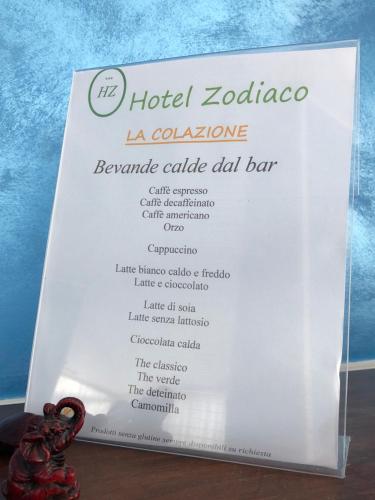 HZ
Hotel Zodiaco
LA COLAZIONE
Bevande calde dal bar
Caffè espresso
Caffè decaffeinato
Caffè americano
Orzo
Cappuccino
Latte bianco caldo e freddo
Latte e cioccolato
Latte di soia
Latte senza lattosio
Cioccolata calda
The classico
The verde
The deteinato
Camomilla
Prodotti senza glutine sempre disponibili su richiesta